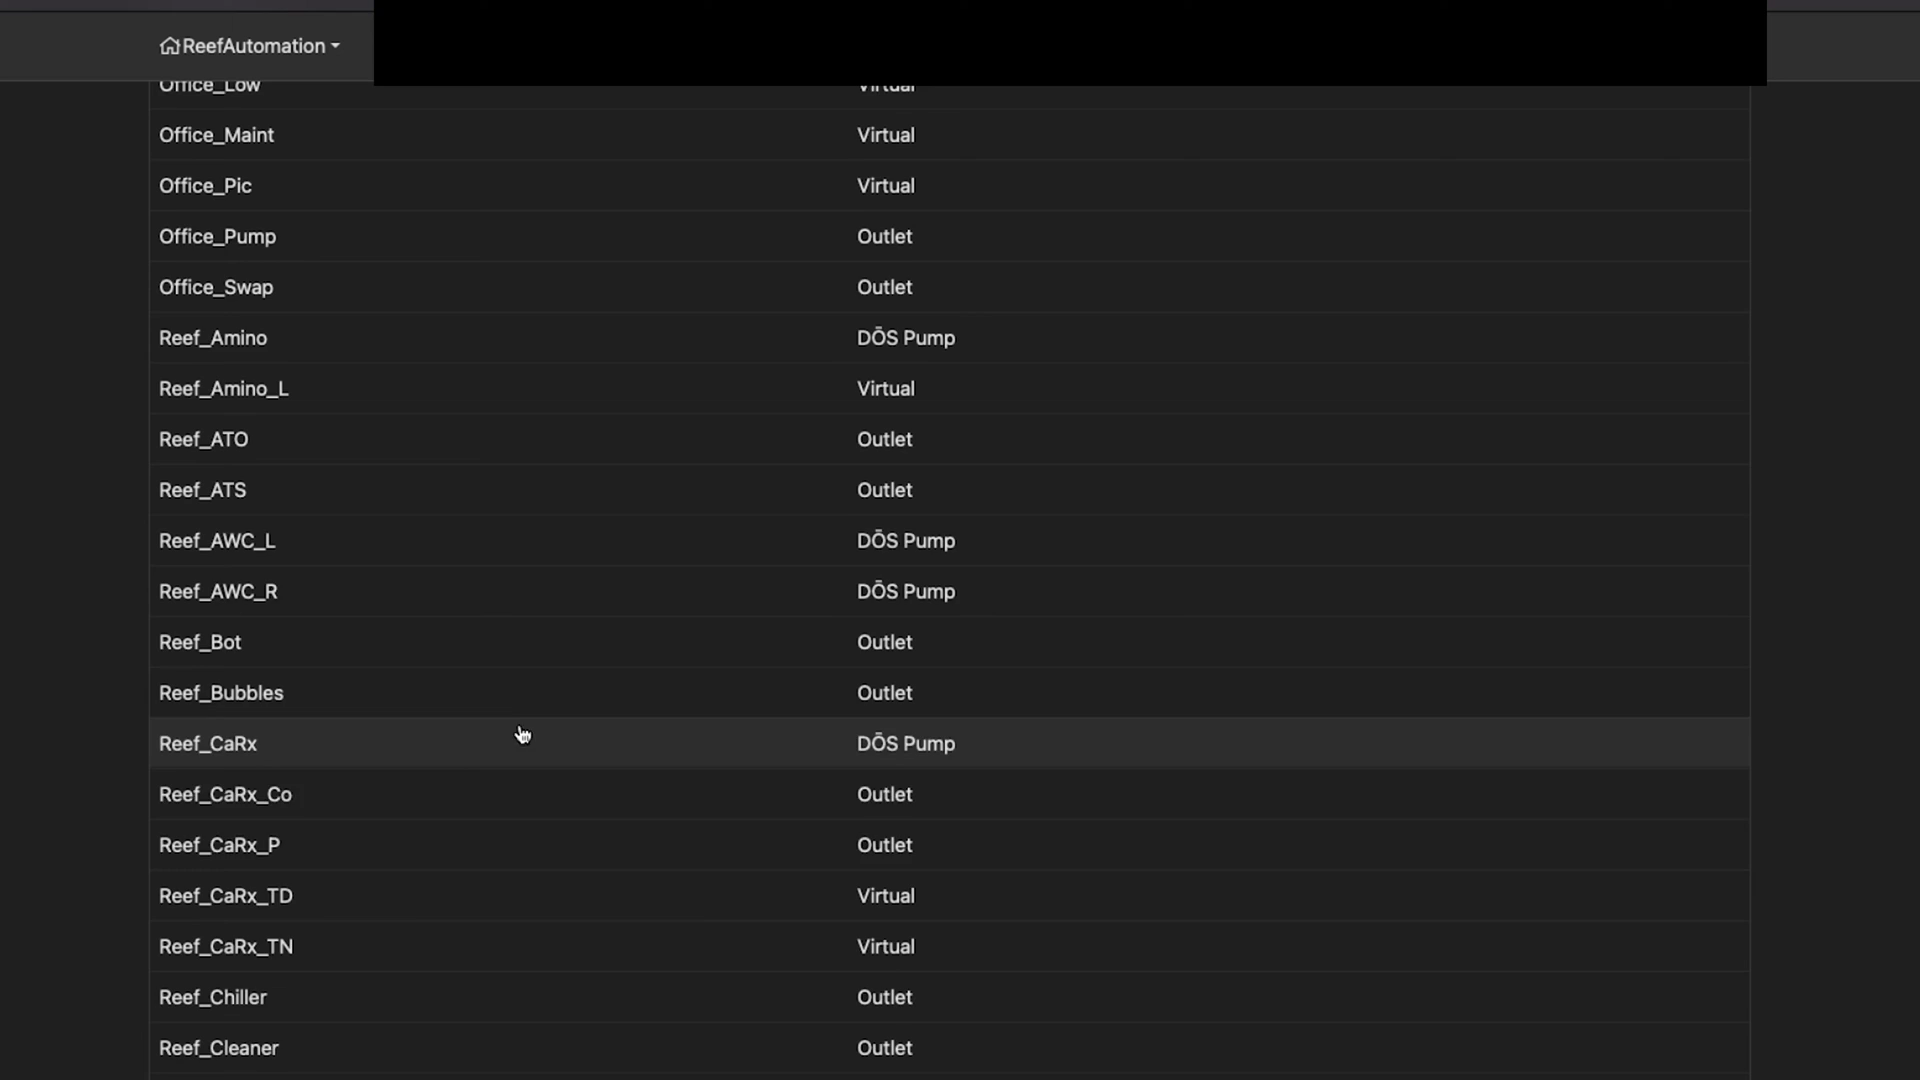 ReefAutomation
Office_Low Virtual
Office_Maint Virtual
Office_Pic Virtual
Office_Pump Outlet
Office_Swap Outlet
Reef_Amino DŌS Pump
Reef_Amino_L Virtual
Reef_ATO Outlet
Reef_ATS Outlet
Reef_AWC_L DŌS Pump
Reef_AWC_R DŌS Pump
Reef_Bot Outlet
Reef_Bubbles Outlet
Reef_CaRx DŌS Pump
Reef_CaRx_Co Outlet
Reef_CaRx_P Outlet
Reef_CaRx_TD Virtual
Reef_CaRx_TN Virtual
Reef_Chiller Outlet
Reef_Cleaner Outlet